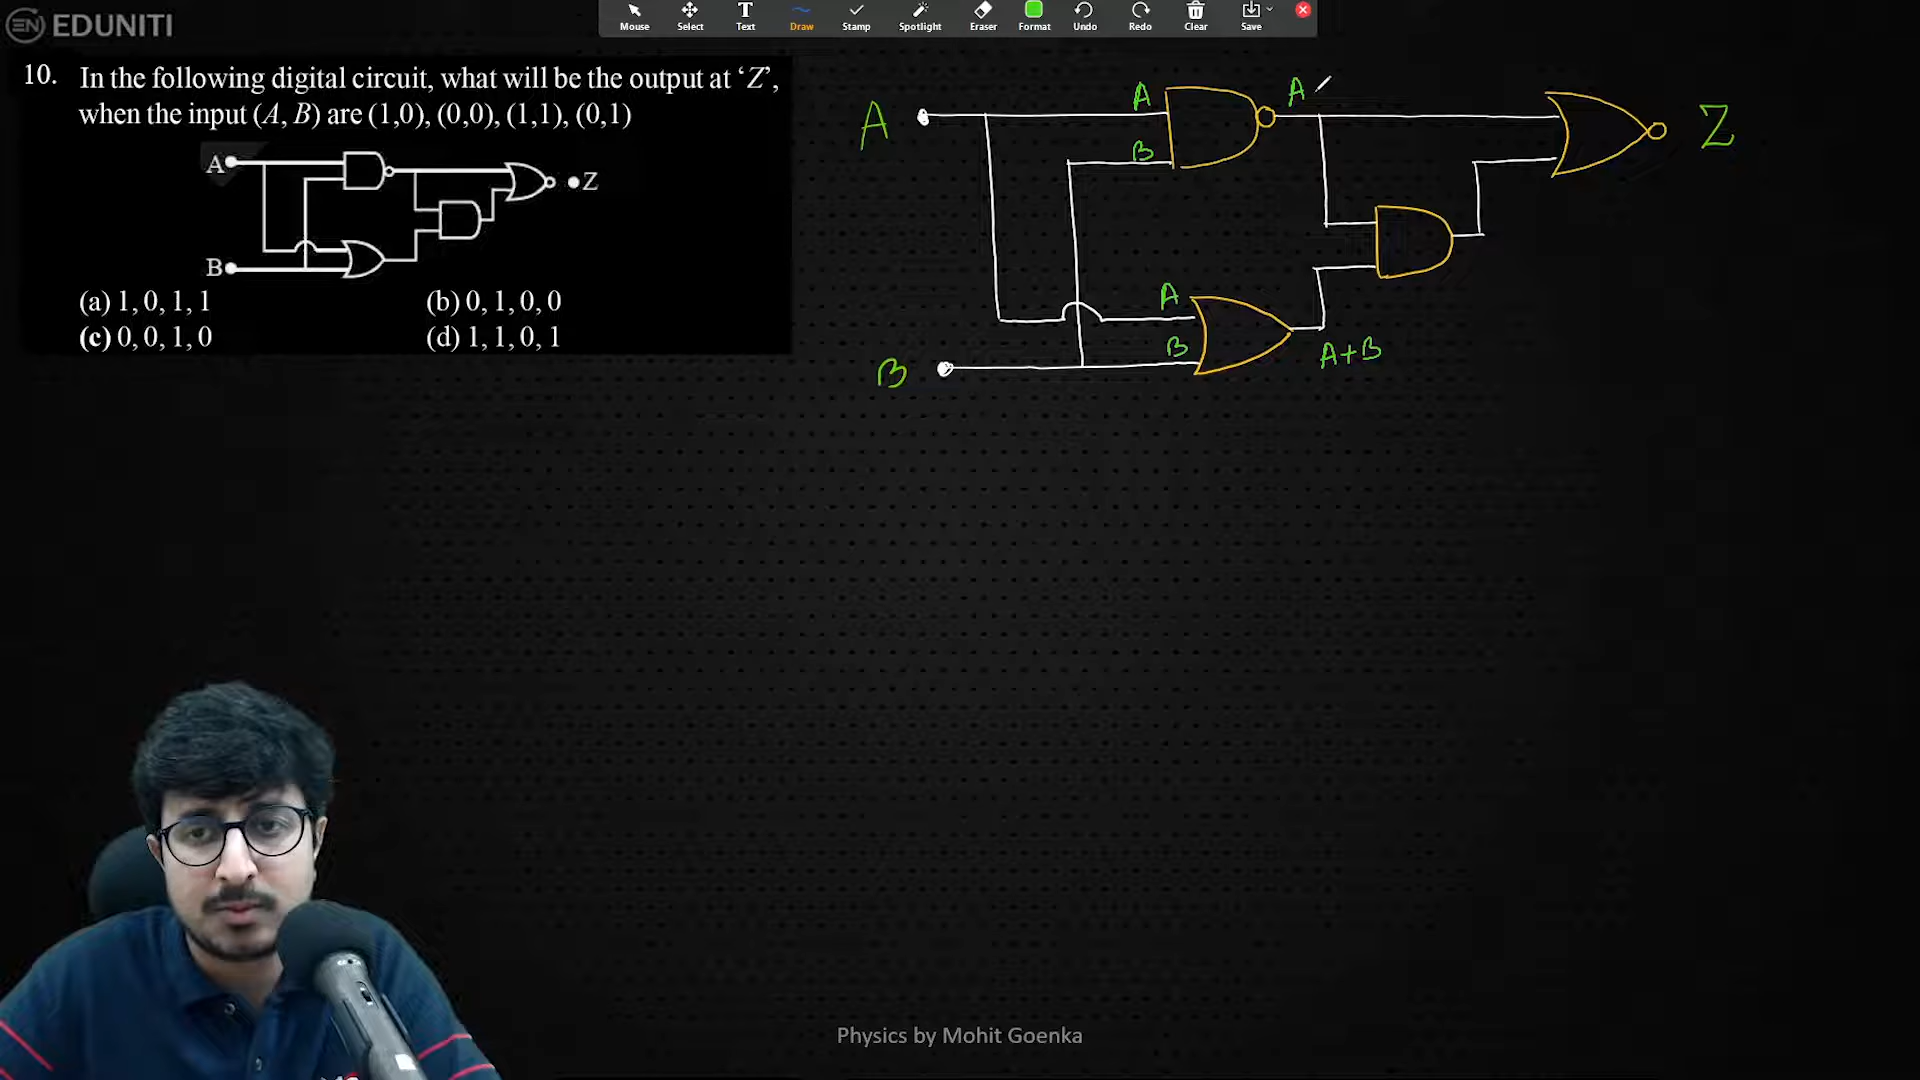 EDUNITI
Mouse Select Text Draw Stamp Spotlight Eraser Format Undo Redo Clear Save
10. In the following digital circuit, what will be the output at ‘Z’,
when the input (A, B) are (1,0), (0,0), (1,1), (0,1)
A
Z
B
(a) 1, 0, 1, 1 (b) 0, 1, 0, 0
(c) 0, 0, 1, 0 (d) 1, 1, 0, 1
A A A Z
B
A
B
B A+B
Physics by Mohit Goenka